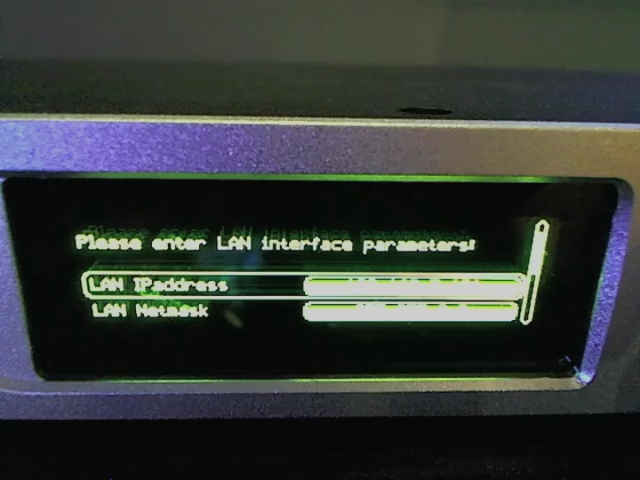 Please enter LAN interface parameters!
LAN IPaddress
LAN Netmask